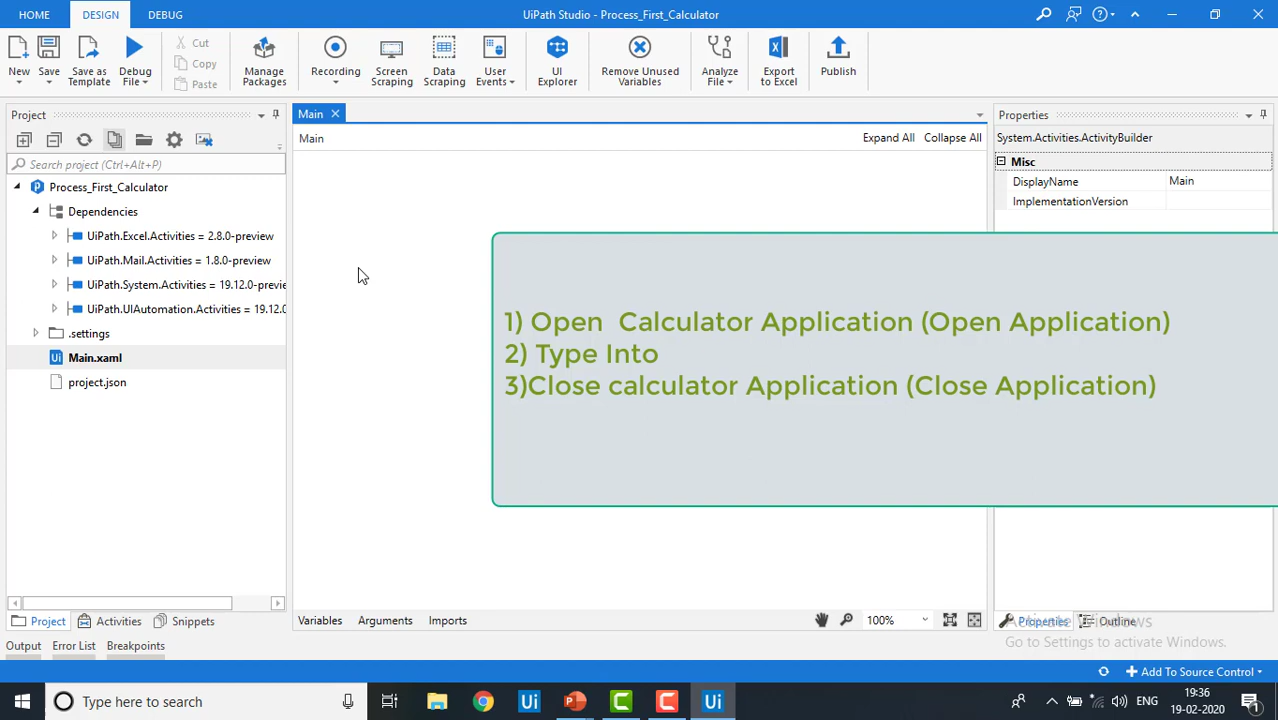 HOME DESIGN DEBUG UiPath Studio - Process_First_Calculator
New Save Save as Template Debug File Cut Copy Paste Manage Packages Recording Screen Scraping Data Scraping User Events UI Explorer Remove Unused Variables Analyze File Export to Excel Publish
Project
Search project (Ctrl+Alt+P)
Process_First_Calculator
Dependencies
UiPath.Excel.Activities = 2.8.0-preview
UiPath.Mail.Activities = 1.8.0-preview
UiPath.System.Activities = 19.12.0-previe
UiPath.UIAutomation.Activities = 19.12.0
.settings
Main.xaml
project.json
Main
Main Expand All Collapse All
Properties
System.Activities.ActivityBuilder
Misc
DisplayName Main
ImplementationVersion
1) Open Calculator Application (Open Application)
2) Type Into
3)Close calculator Application (Close Application)
Project Activities Snippets
Variables Arguments Imports 100%
Properties Outline
Activate Windows
Go to Settings to activate Windows.
Output Error List Breakpoints
Add To Source Control
Type here to search
ENG
19:36
19-02-2020
1